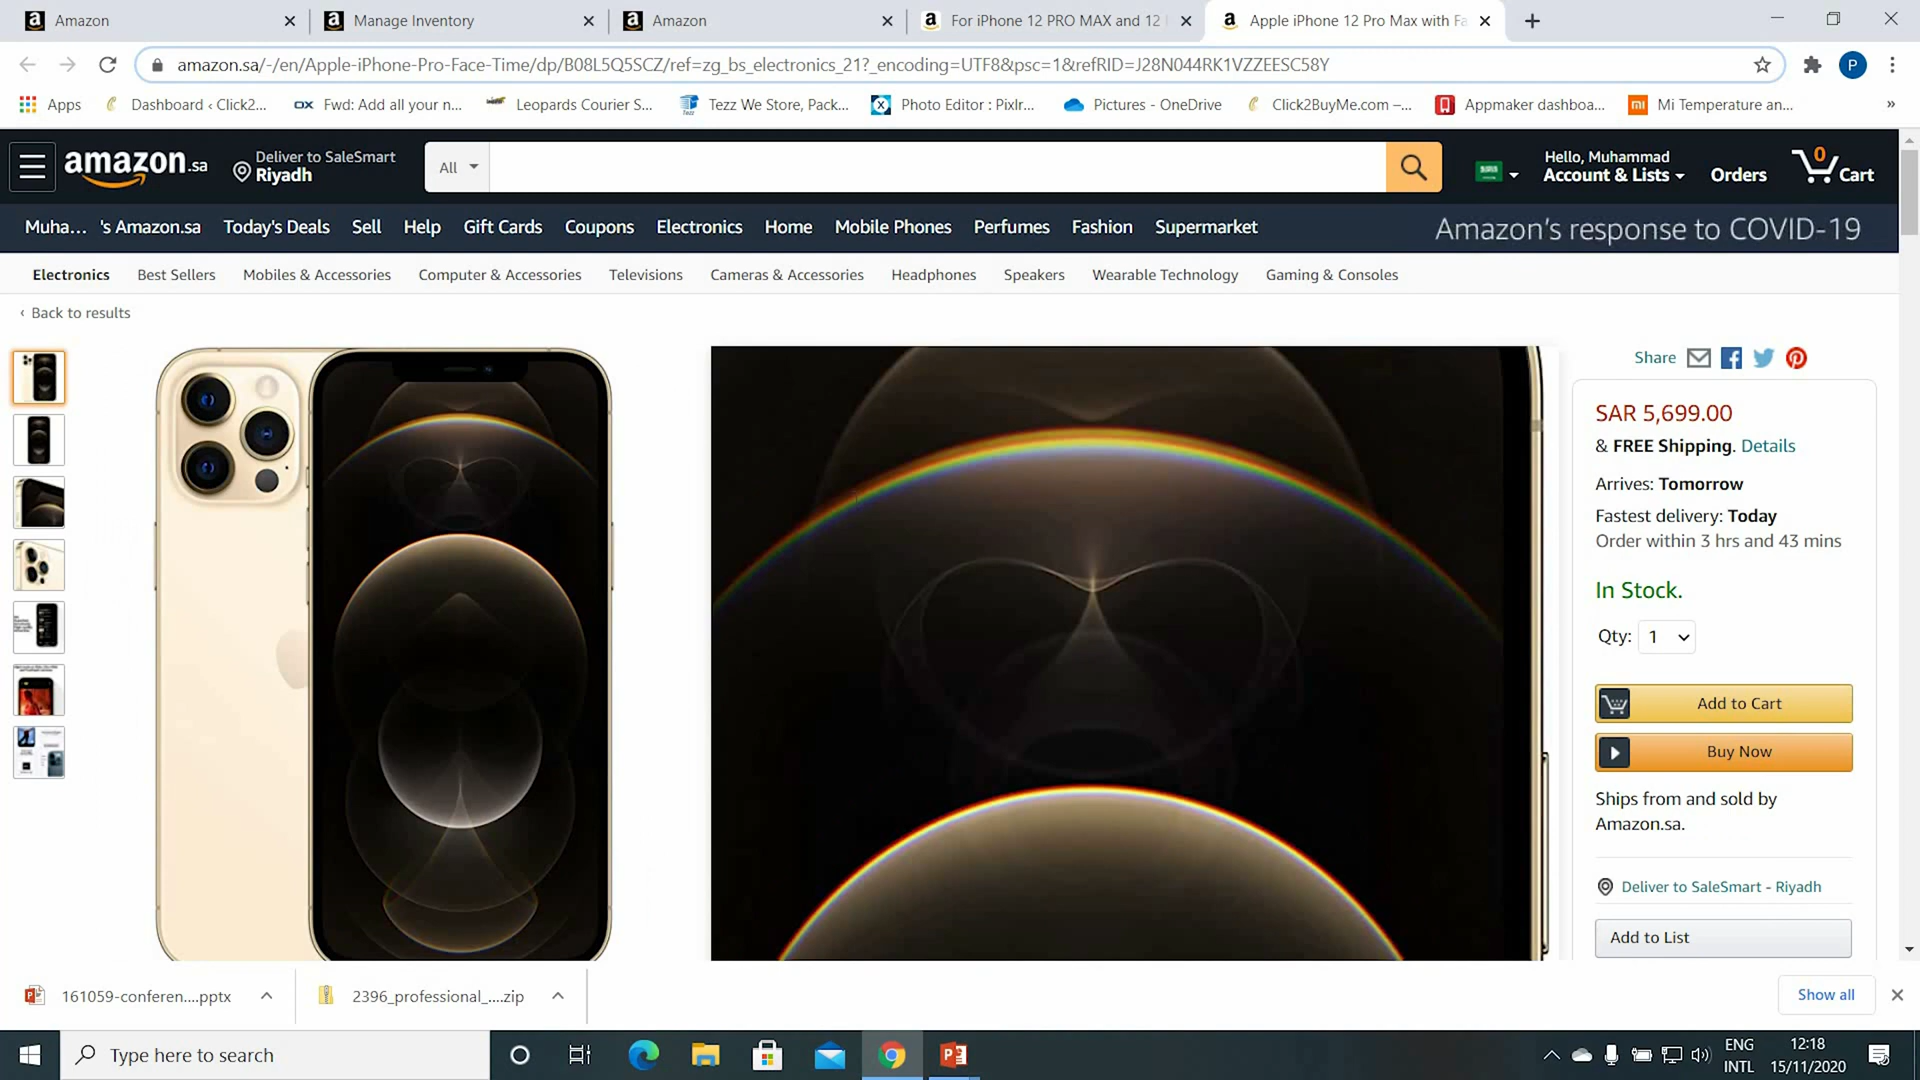 Amazon
Manage Inventory
Amazon
For iPhone 12 PRO MAX and 12
Apple iPhone 12 Pro Max with Fa
amazon.sa/-/en/Apple-iPhone-Pro-Face-Time/dp/B08L5Q5SCZ/ref=zg_bs_electronics_21?_encoding=UTF8&psc=1&refRID=J28N044RK1VZZEESC58Y
P
Apps
Dashboard ‹ Click2...
OX Fwd: Add all your n...
Leopards Courier S...
Tezz We Store, Pack...
Photo Editor : Pixlr...
Pictures - OneDrive
Click2BuyMe.com –...
Appmaker dashboa...
Mi Temperature an...
»
amazon.sa
Deliver to SaleSmart
Riyadh
All
Hello, Muhammad
Account & Lists
Orders
0
Cart
Muha... 's Amazon.sa
Today's Deals
Sell
Help
Gift Cards
Coupons
Electronics
Home
Mobile Phones
Perfumes
Fashion
Supermarket
Amazon's response to COVID-19
Electronics
Best Sellers
Mobiles & Accessories
Computer & Accessories
Televisions
Cameras & Accessories
Headphones
Speakers
Wearable Technology
Gaming & Consoles
‹ Back to results
Share
SAR 5,699.00
& FREE Shipping. Details
Arrives: Tomorrow
Fastest delivery: Today
Order within 3 hrs and 43 mins
In Stock.
Qty: 1
Add to Cart
Buy Now
Ships from and sold by
Amazon.sa.
Deliver to SaleSmart - Riyadh
Add to List
161059-conferen....pptx
2396_professional_....zip
Show all
Type here to search
ENG
INTL
12:18
15/11/2020